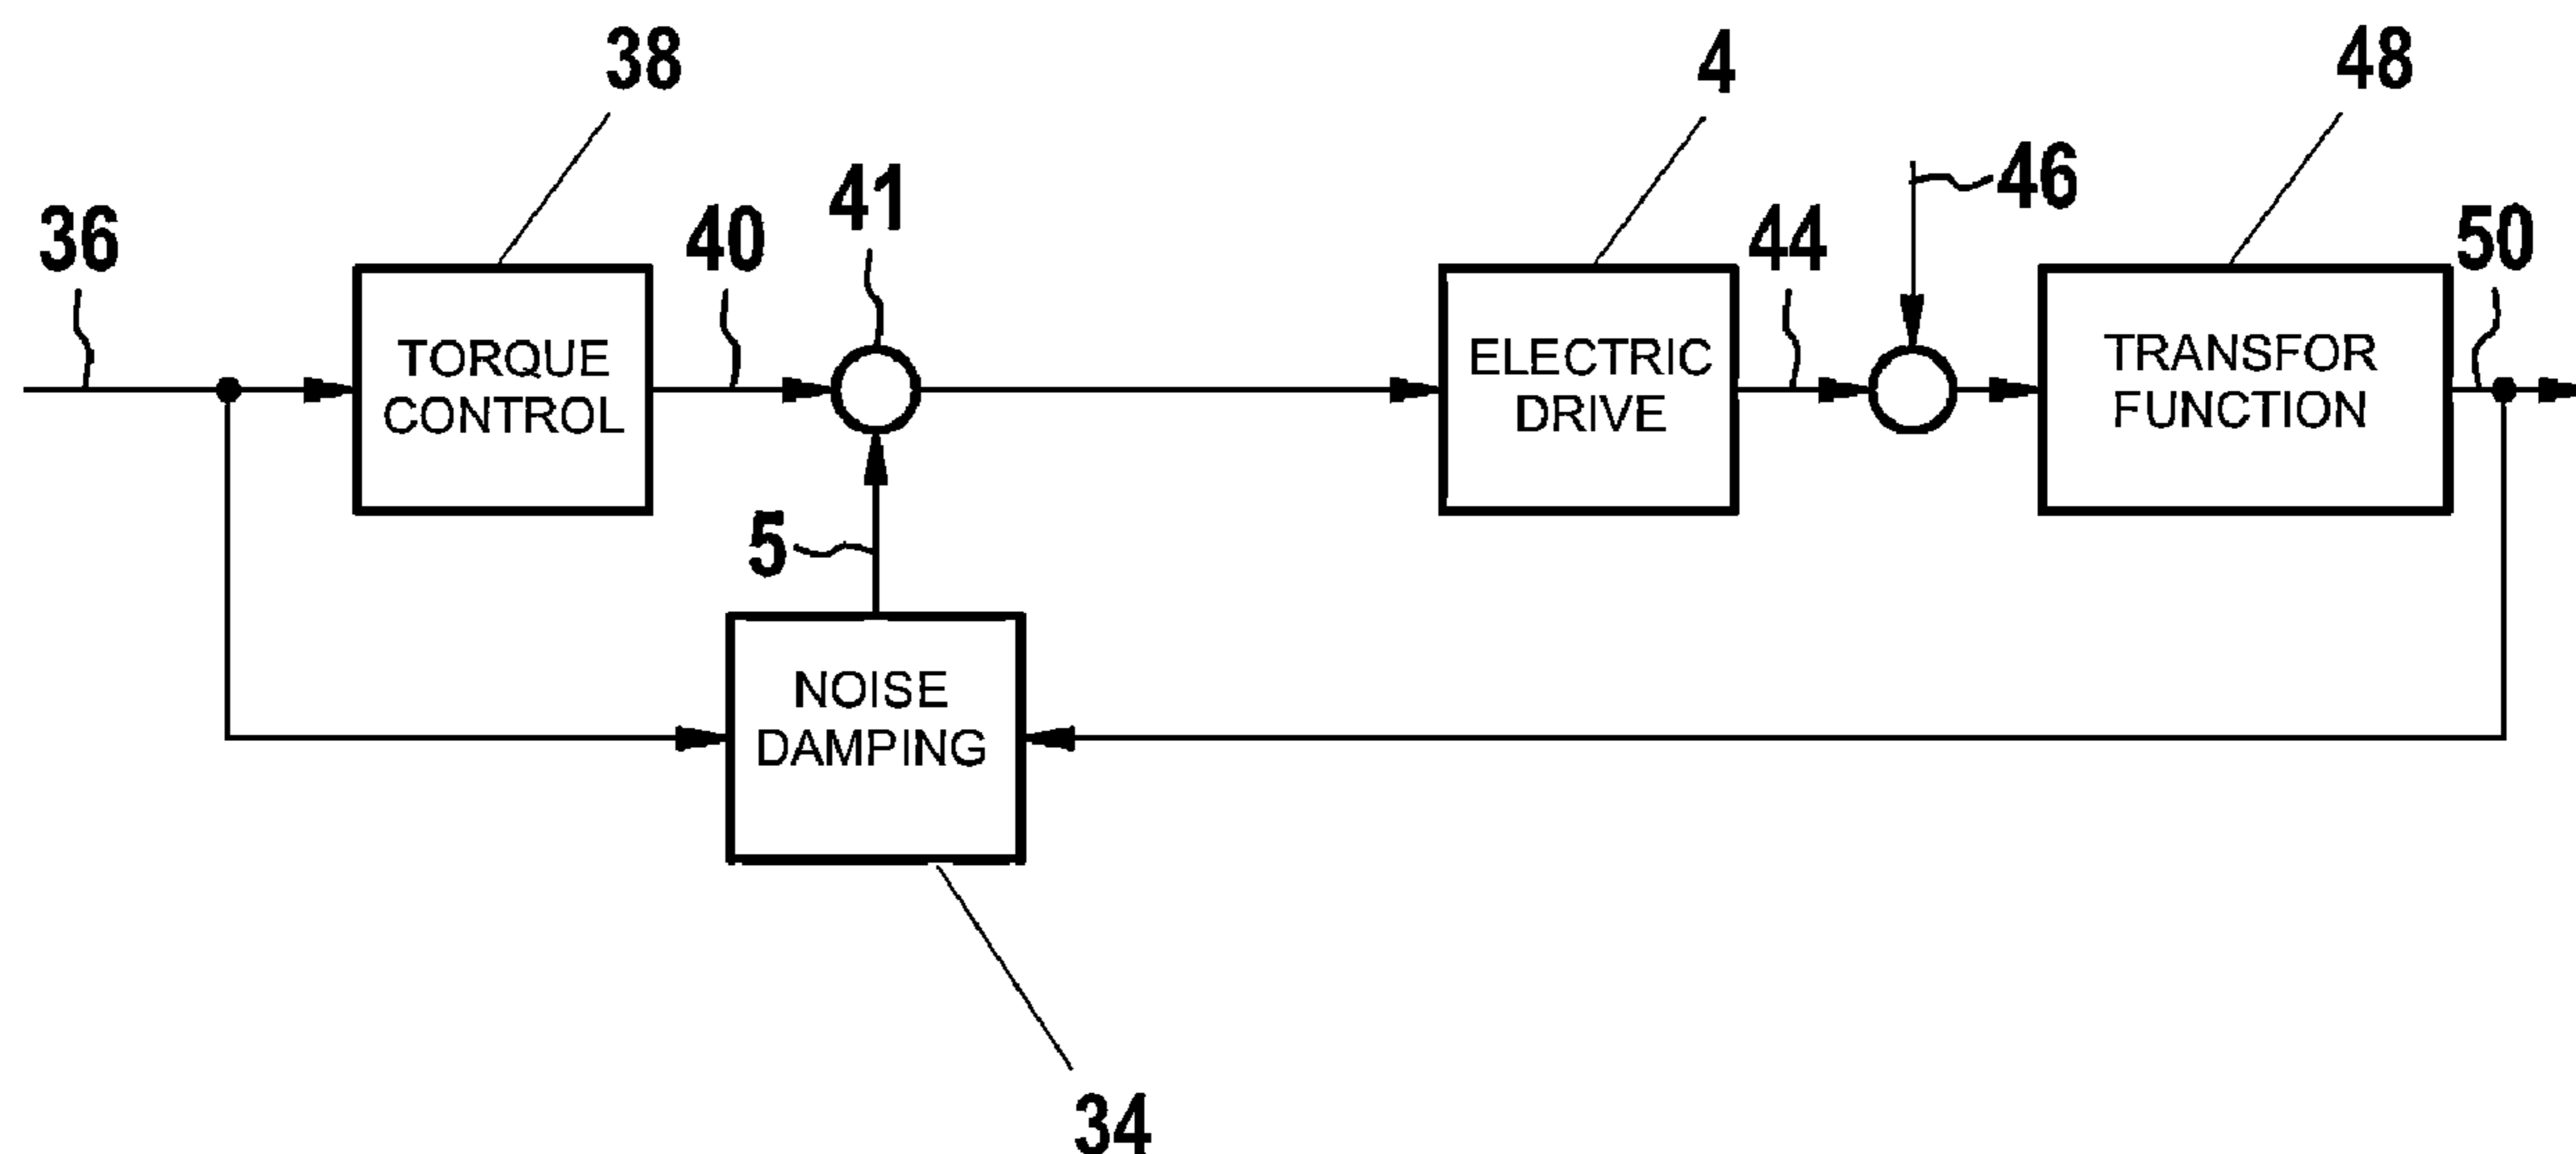 38
4
48
41
46
36
40
44
50
TORQUE
CONTROL
ELECTRIC
DRIVE
TRANSFOR
FUNCTION
5
NOISE
DAMPING
34